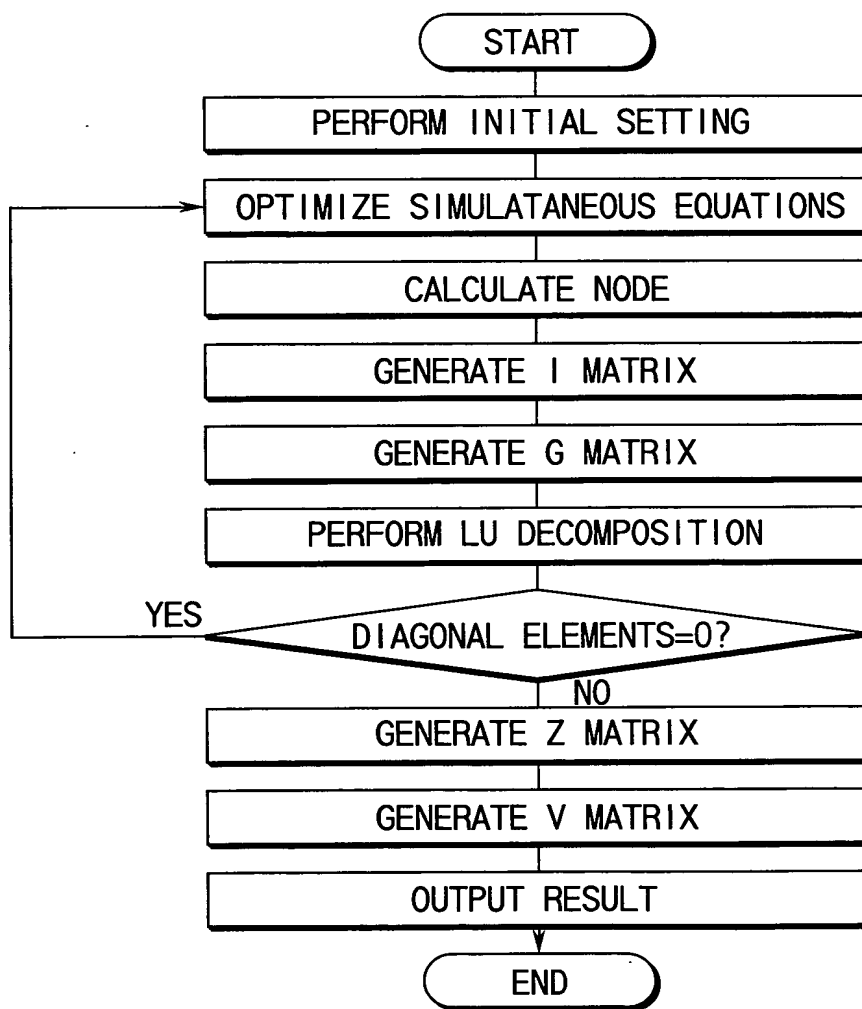 START
PERFORM INITIAL SETTING
OPTIMIZE SIMULATANEOUS EQUATIONS
CALCULATE NODE
GENERATE I MATRIX
GENERATE G MATRIX
PERFORM LU DECOMPOSITION
YES
DIAGONAL ELEMENTS=0?
NO
GENERATE Z MATRIX
GENERATE V MATRIX
OUTPUT RESULT
END